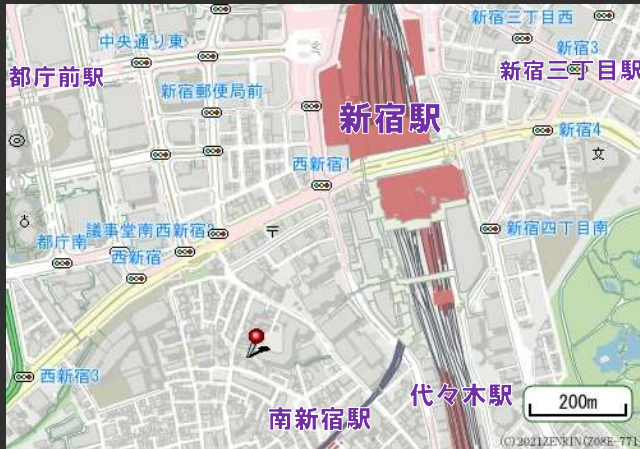 新宿三丁目西
中央通り東
新宿3
都庁前駅
新宿三丁目駅
新宿郵便局前
新宿駅
新宿4
文
西新宿1
議事堂南西新宿2
新宿四丁目南
都庁南
西新宿
西新宿3
代々木駅
南新宿駅
200m
(C)2021ZENRIN(Z08E-771